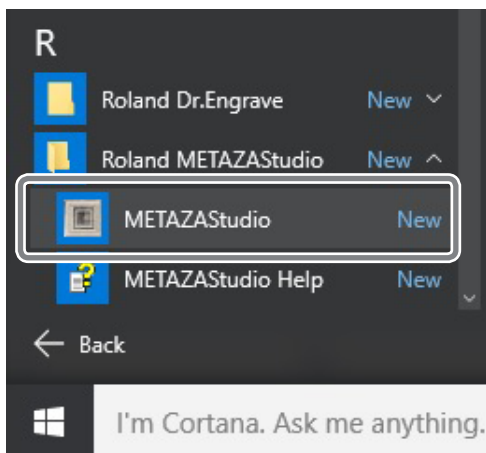 R
Roland Dr.Engrave New
Roland METAZAStudio New
METAZAStudio New
METAZAStudio Help New
Back
I'm Cortana. Ask me anything.